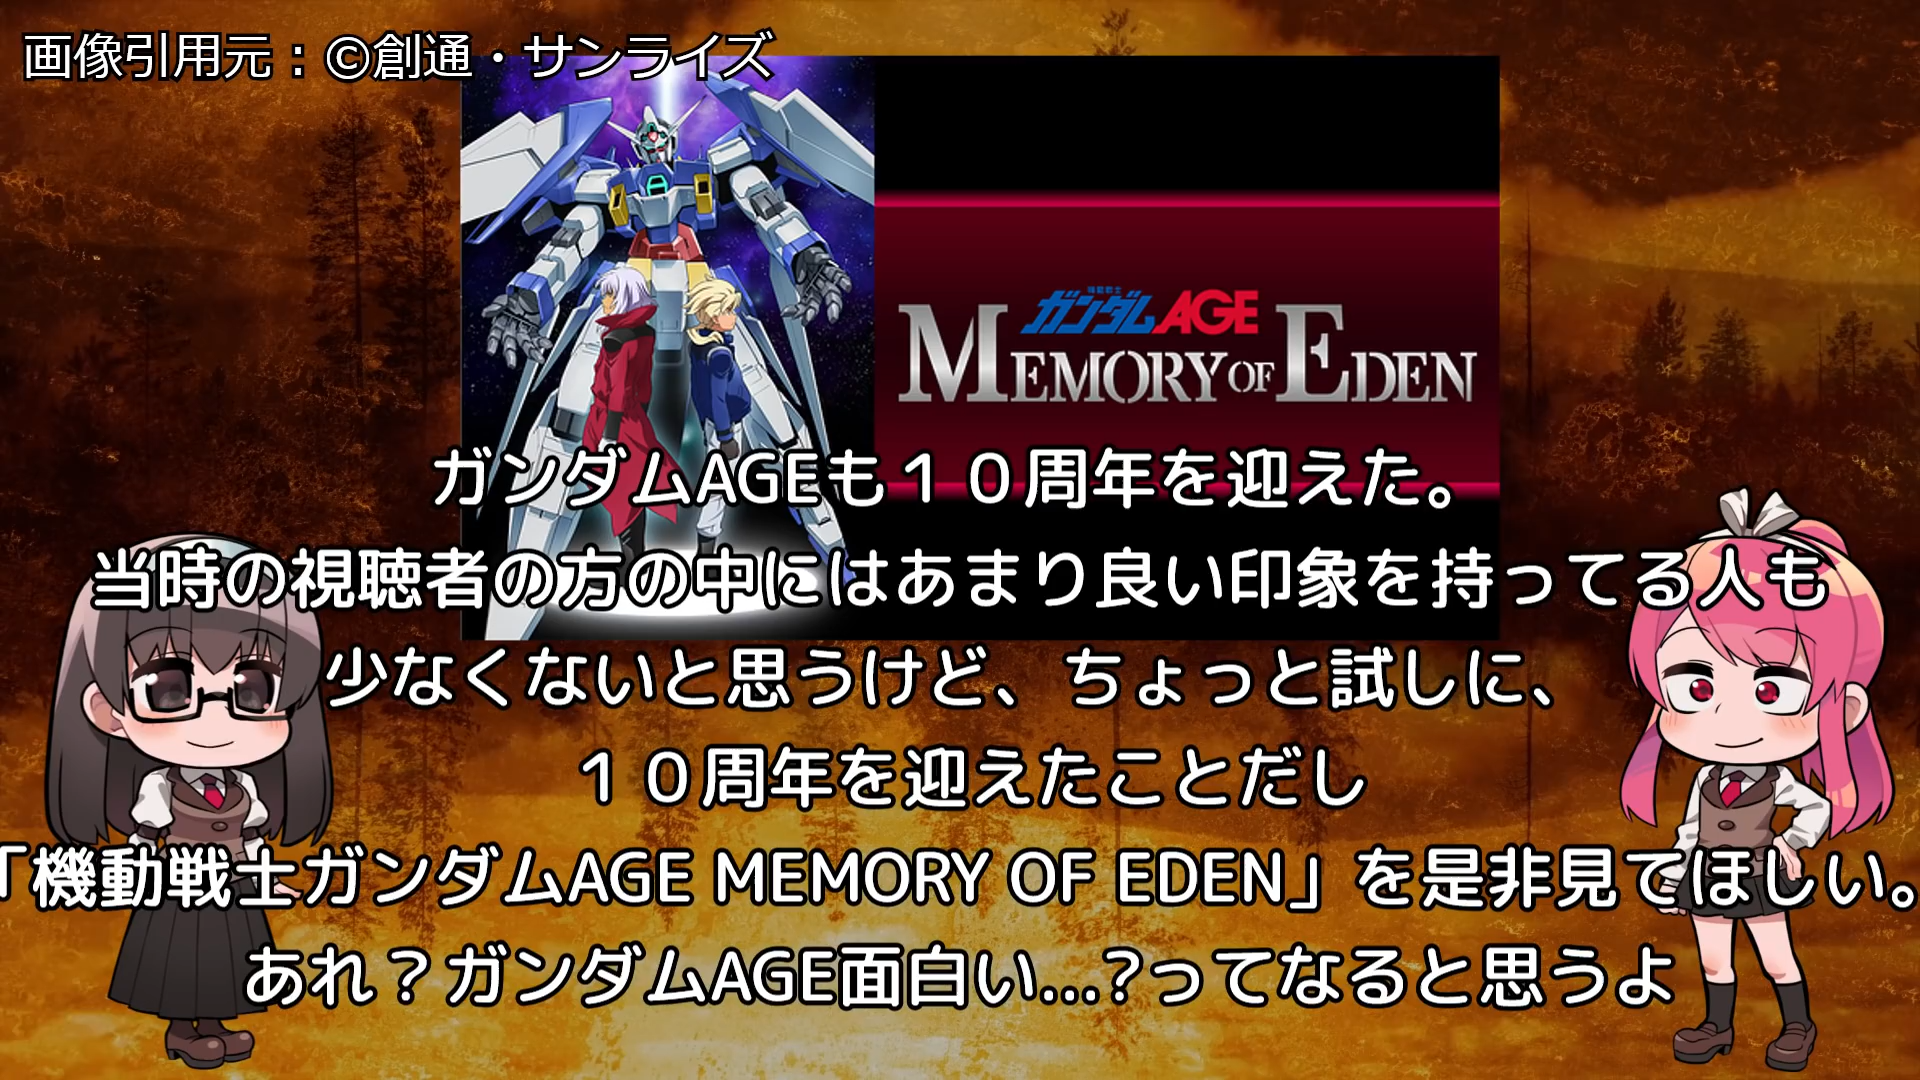 画像引用元：©創通・サンライズ
機動戦士
ガンダムAGE
MEMORY OF EDEN
ガンダムAGEも１０周年を迎えた。
当時の視聴者の方の中にはあまり良い印象を持ってる人も
少なくないと思うけど、ちょっと試しに、
１０周年を迎えたことだし
「機動戦士ガンダムAGE MEMORY OF EDEN」を是非見てほしい。
あれ？ガンダムAGE面白い...？ってなると思うよ